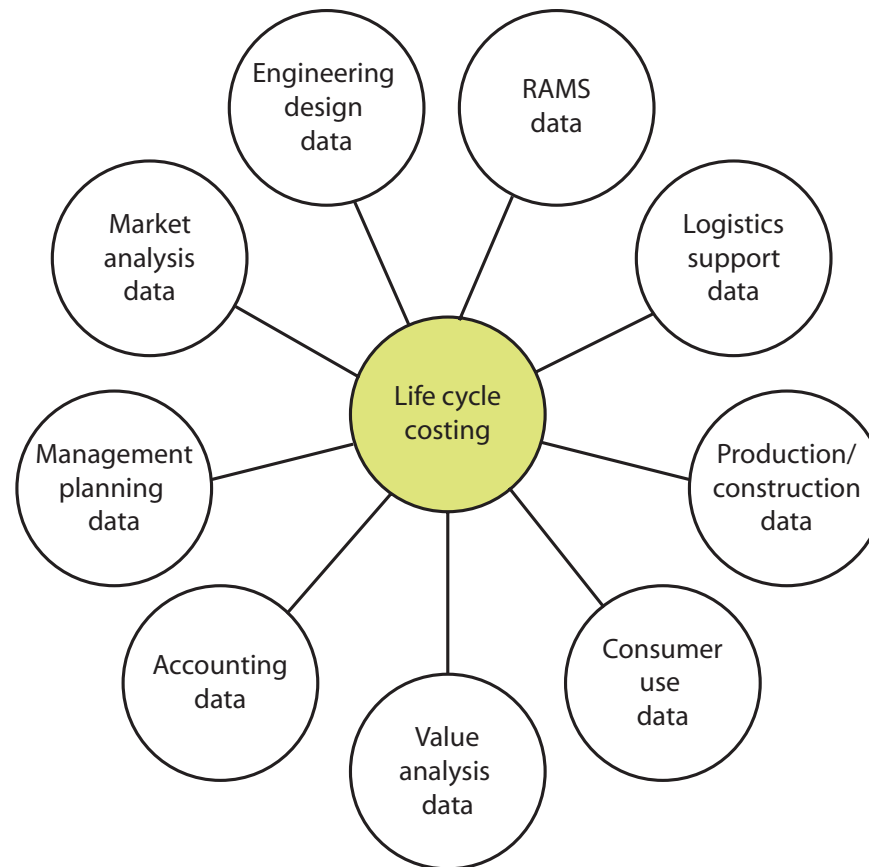 Engineering
design
data
RAMS
data
Market
analysis
data
Logistics
support
data
Life cycle
costing
Management
planning
data
Production/
construction
data
Accounting
data
Consumer
use
data
Value
analysis
data